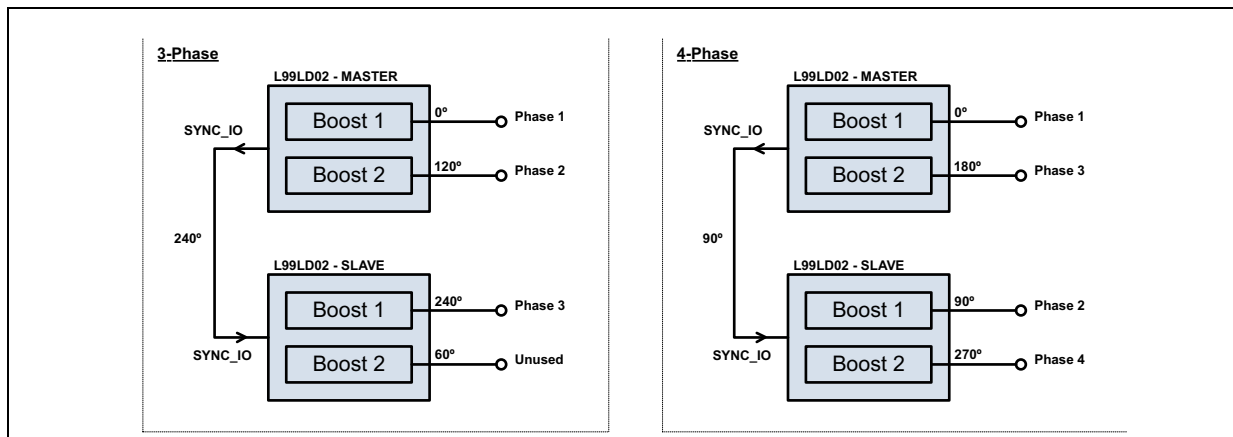 3-Phase
L99LD02 - MASTER
Boost 1
0º
Phase 1
SYNC_IO
Boost 2
120º
Phase 2
240º
L99LD02 - SLAVE
Boost 1
240º
Phase 3
SYNC_IO
Boost 2
60º
Unused
4-Phase
L99LD02 - MASTER
Boost 1
0º
Phase 1
SYNC_IO
Boost 2
180º
Phase 3
90º
L99LD02 - SLAVE
Boost 1
90º
Phase 2
SYNC_IO
Boost 2
270º
Phase 4